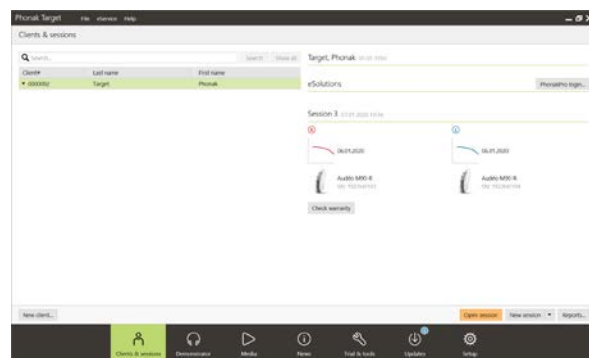 Phonak Target File eService Help
Clients & sessions
Search... Search Show all
Client# Last name First name
0000002 Target Phonak
Target, Phonak
eSolutions PhonakPro login...
Session 3
R L
06.01.2020 06.01.2020
Audéo M90-R Audéo M90-R
Check warranty
New client... Open session New session Reports...
Clients & sessions Demonstrator Media News Trial & tools Updates Setup